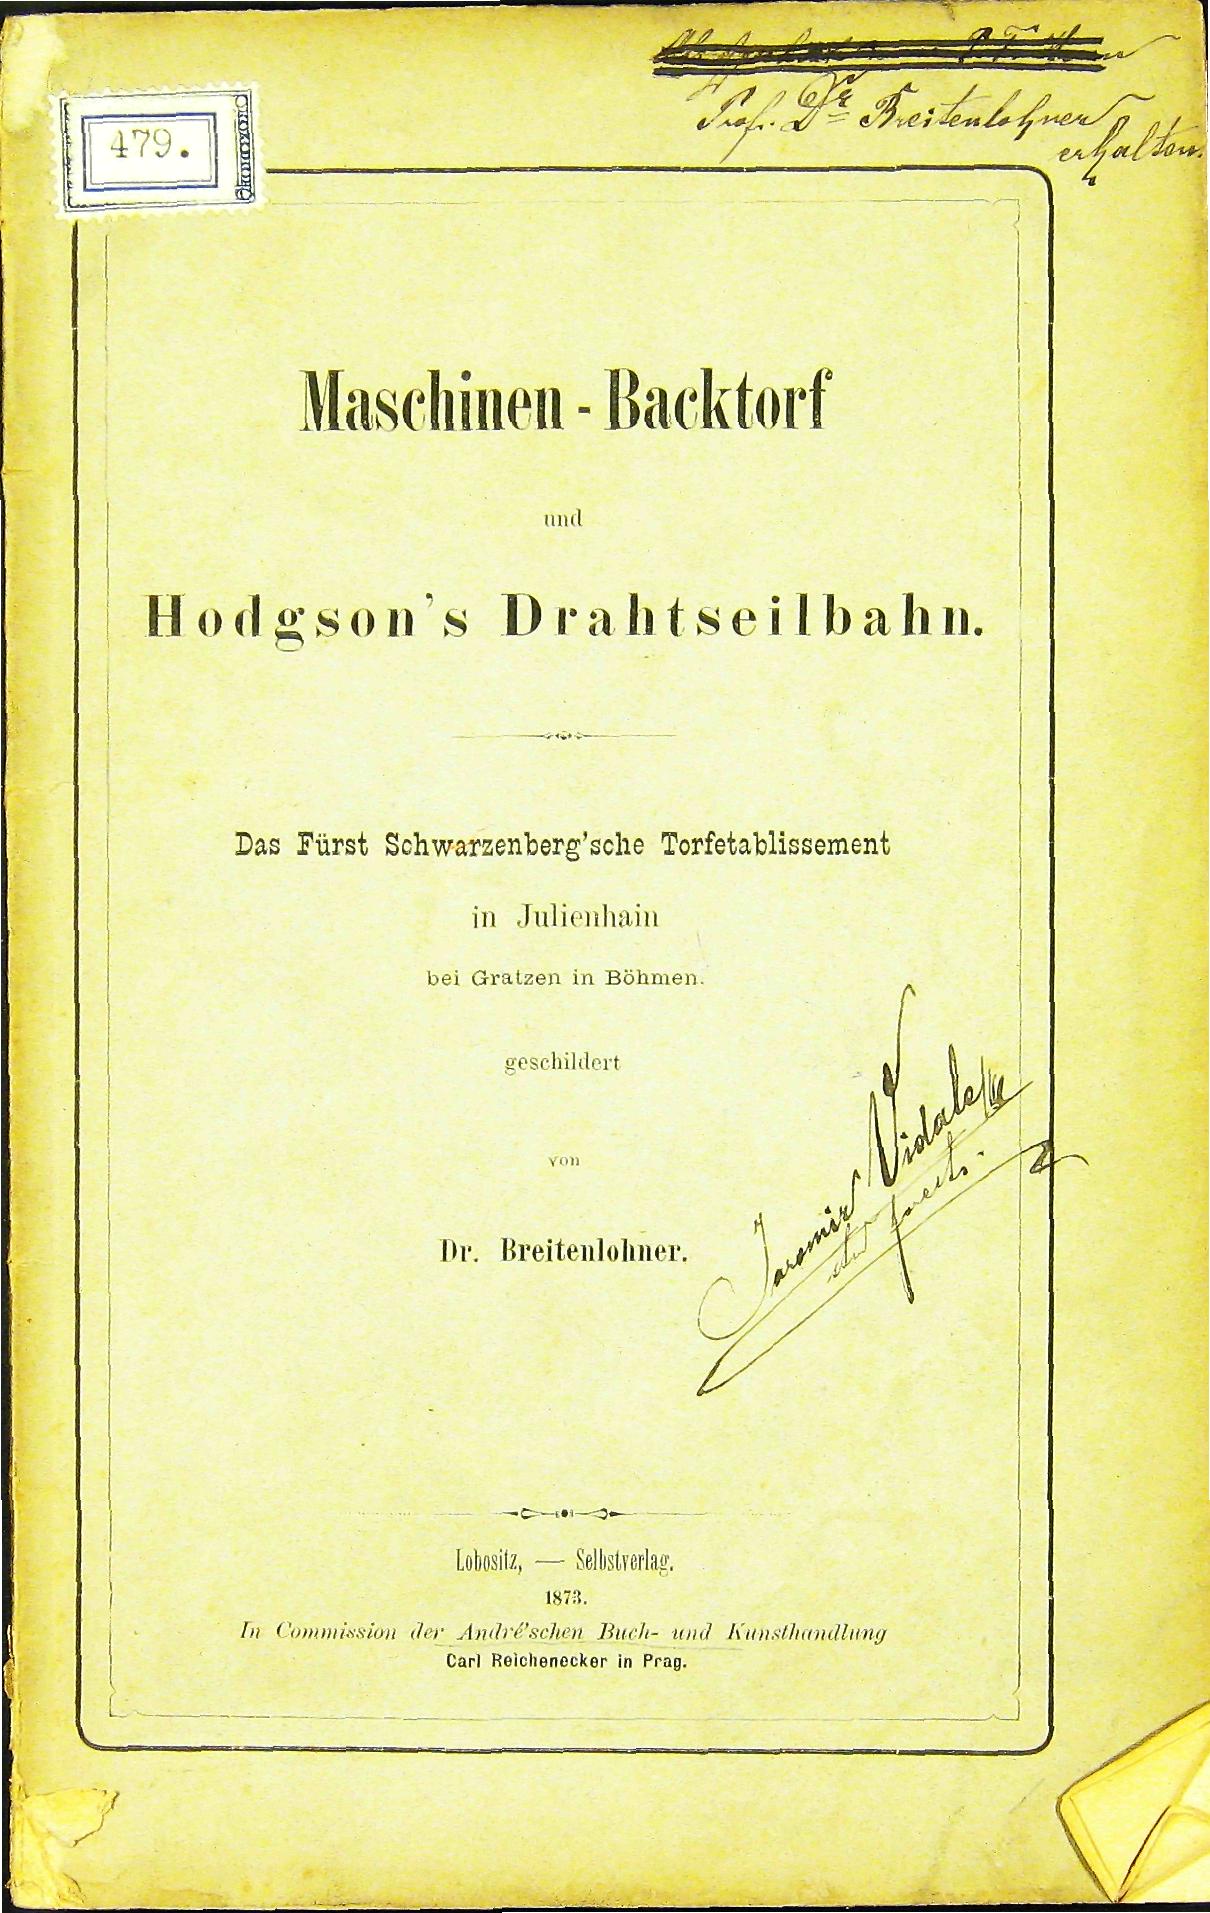 479.
Prof. Dr Breitenlohner
erhalten.
Maschinen-Backtorf
und
Hodgson's Drahtseilbahn.
Das Fürst Schwarzenberg'sche Torfetablissement
in Julienhain
bei Gratzen in Böhmen.
geschildert
von
Dr. Breitenlohner.
Jaromir
Lobositz, — Selbstverlag.
1873.
In Commission der André'schen Buch- und Kunsthandlung
Carl Reichenecker in Prag.